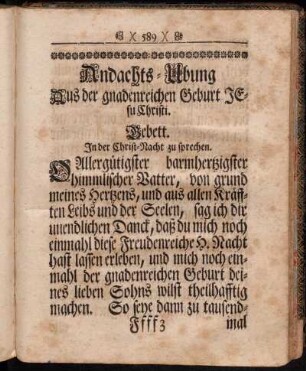 )( 589 )(
Andachts-Ubung
Aus der gnadenreichen Geburt JE-
su Christi.
Gebett.
In der Christ-Nacht zu sprechen.
O Allergütigster barmhertzigster
himmlischer Vatter, von grund
meines Hertzens, und aus allen Kräff-
ten Leibs und der Seelen, sag ich dir
unendlichen Danck, daß du mich noch
einmahl diese Freudenreiche H. Nacht
hast lassen erleben, und mich noch ein-
mahl der gnadenreichen Geburt dei-
nes lieben Sohns wilst theilhafftig
machen. So seye dann zu tausend-
Ffff3 mal